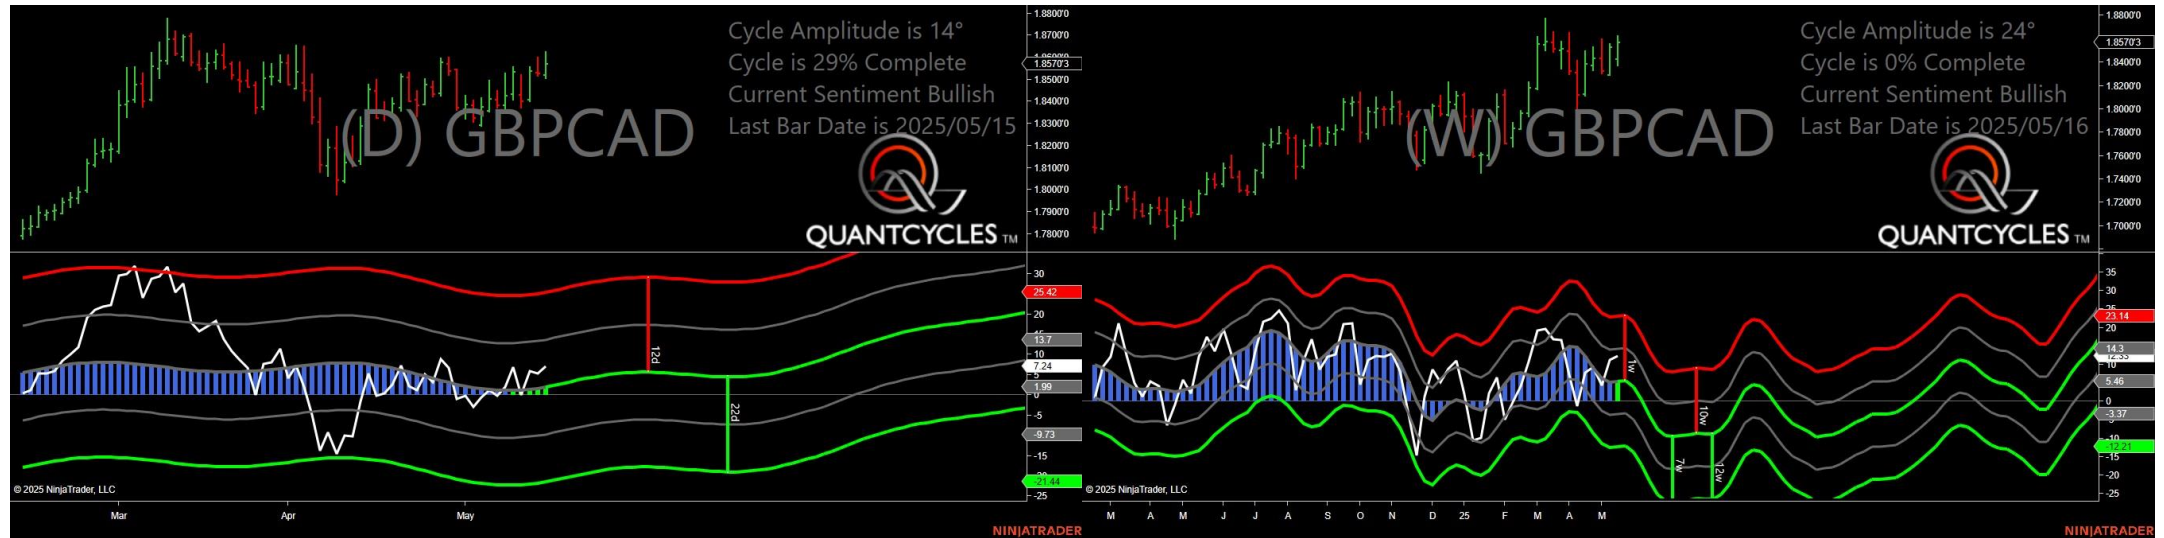 Cycle Amplitude is 14°
Cycle is 29% Complete
Current Sentiment Bullish
Last Bar Date is 2025/05/15
(D) GBPCAD
QUANTCYCLES TM
1.8800'0
1.8700'0
1.8570'3
1.8500'0
1.8400'0
1.8300'0
1.8200'0
1.8100'0
1.8000'0
1.7900'0
1.7800'0
30
25.42
20
13.7
10
7.24
5
1.99
0
-5
-9.73
-15
-21.44
-25
12d
22d
© 2025 NinjaTrader, LLC
Mar
Apr
May
NINJATRADER
Cycle Amplitude is 24°
Cycle is 0% Complete
Current Sentiment Bullish
Last Bar Date is 2025/05/16
(W) GBPCAD
QUANTCYCLES TM
1.8800'0
1.8570'3
1.8400'0
1.8200'0
1.8000'0
1.7800'0
1.7600'0
1.7400'0
1.7200'0
1.7000'0
35
30
23.14
20
14.3
10
5.46
0
-3.37
-12.21
-15
-20
-25
1w
10w
7w
12w
© 2025 NinjaTrader, LLC
M
A
M
J
J
A
S
O
N
D
25
F
M
A
M
NINJATRADER